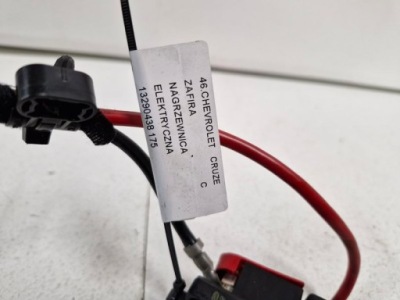 46.CHEVROLET CRUZE C
ZAFIRA
NAGRZEWNICA
ELEKTRYCZNA
13290438.175